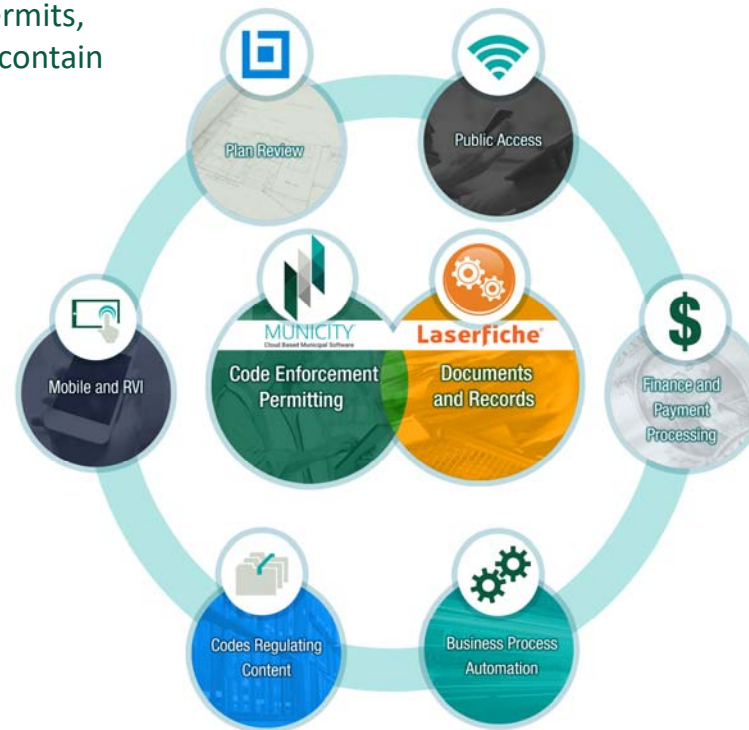 ermits,
contain
Plan Review
Public Access
MUNICITY
Cloud Based Municipal Software
Code Enforcement
Permitting
Laserfiche®
Documents
and Records
Mobile and RVI
$
Finance and
Payment
Processing
Codes Regulating
Content
Business Process
Automation